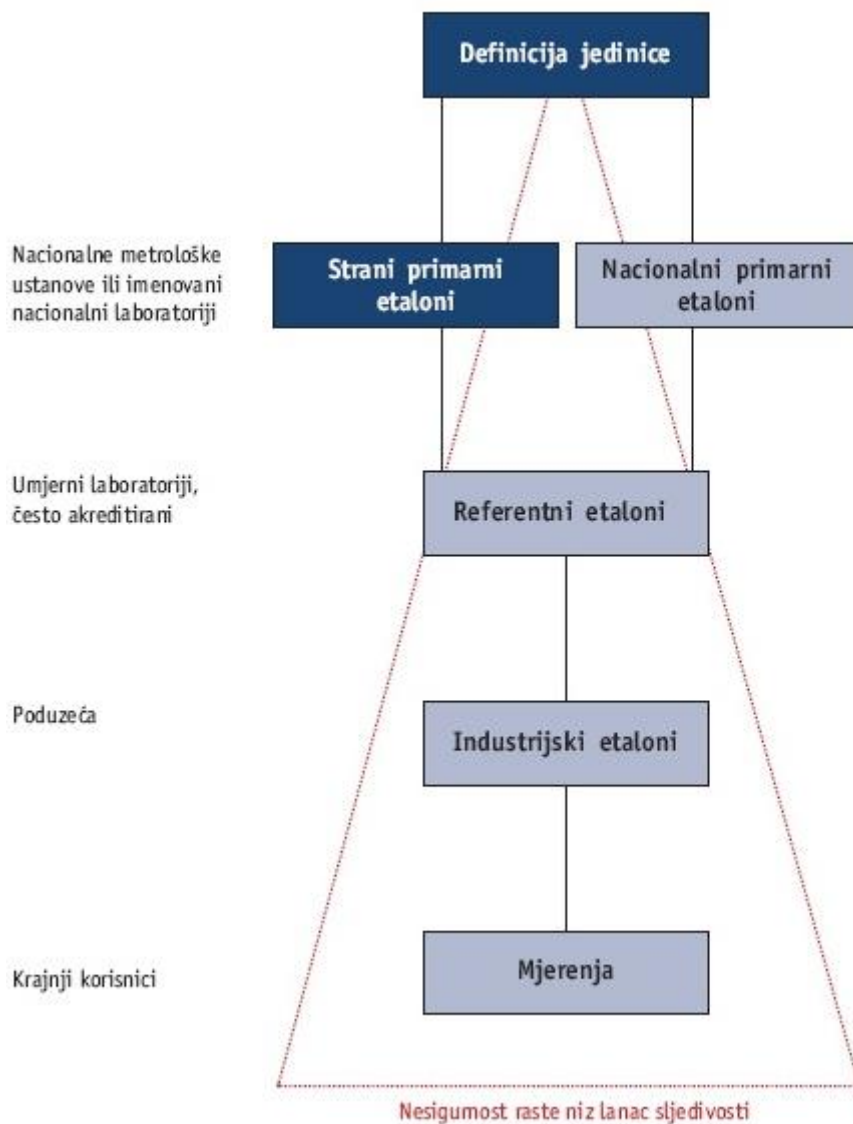 Definicija jedinice
Nacionalne metrološke
ustanove ili imenovani
nacionalni laboratoriji
Strani primarni
etaloni
Nacionalni primarni
etaloni
Umjerni laboratoriji,
često akreditirani
Referentni etaloni
Poduzeća
Industrijski etaloni
Krajnji korisnici
Mjerenja
Nesigurnost raste niz lanac sljedivosti